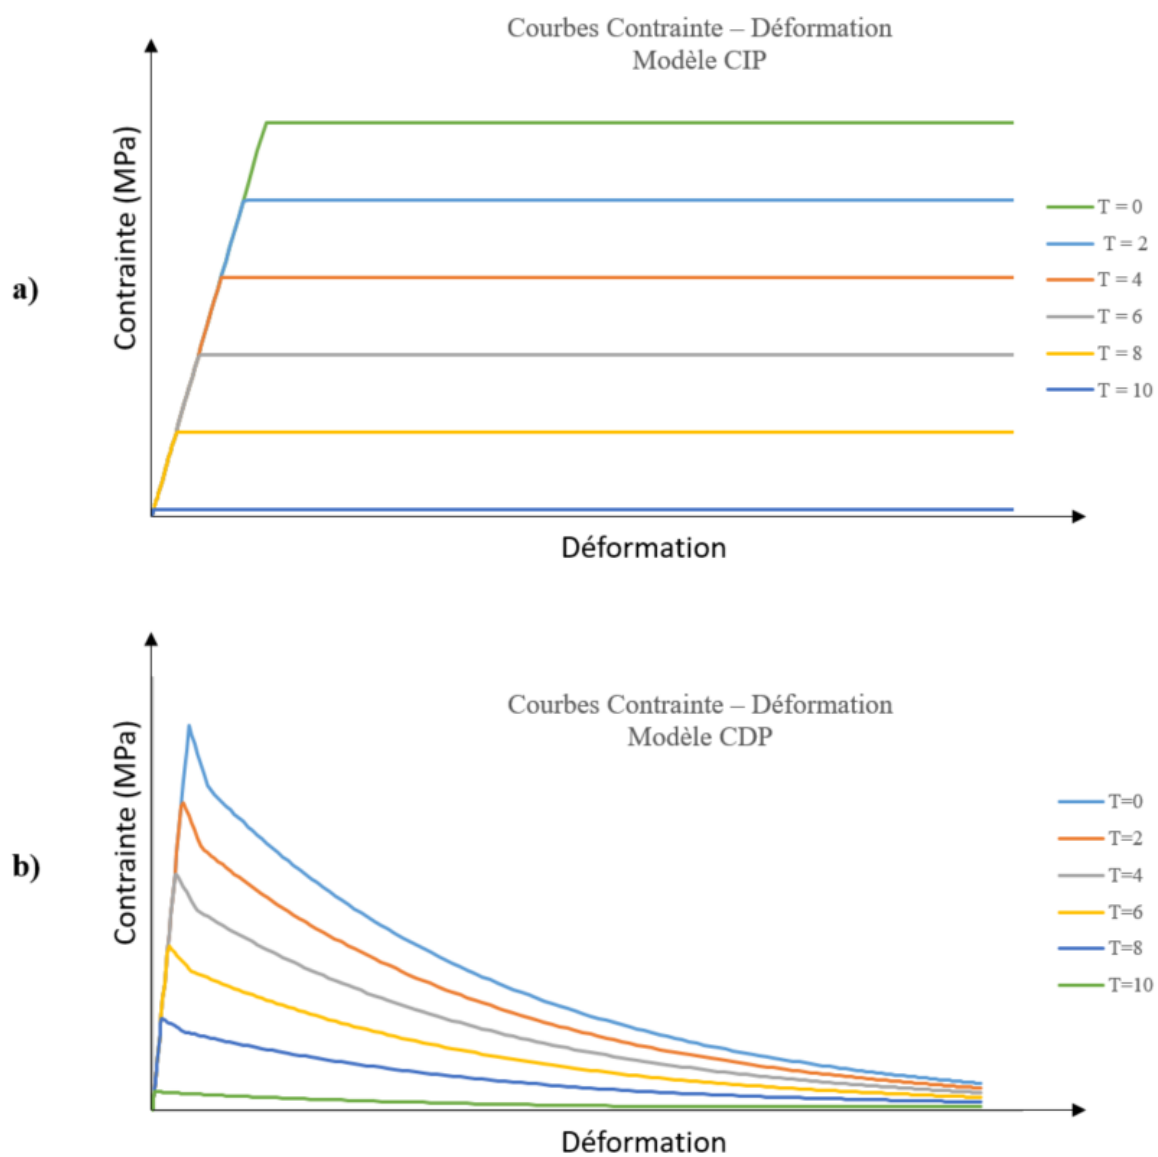 Courbes Contrainte – Déformation
Modèle CIP
a)
Contrainte (MPa)
T = 0
T = 2
T = 4
T = 6
T = 8
T = 10
Déformation
Courbes Contrainte – Déformation
Modèle CDP
b)
Contrainte (MPa)
T=0
T=2
T=4
T=6
T=8
T=10
Déformation